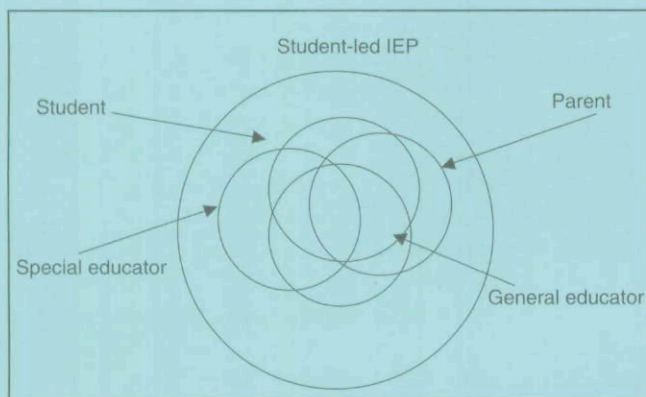 Student-led IEP
Student
Parent
Special educator
General educator